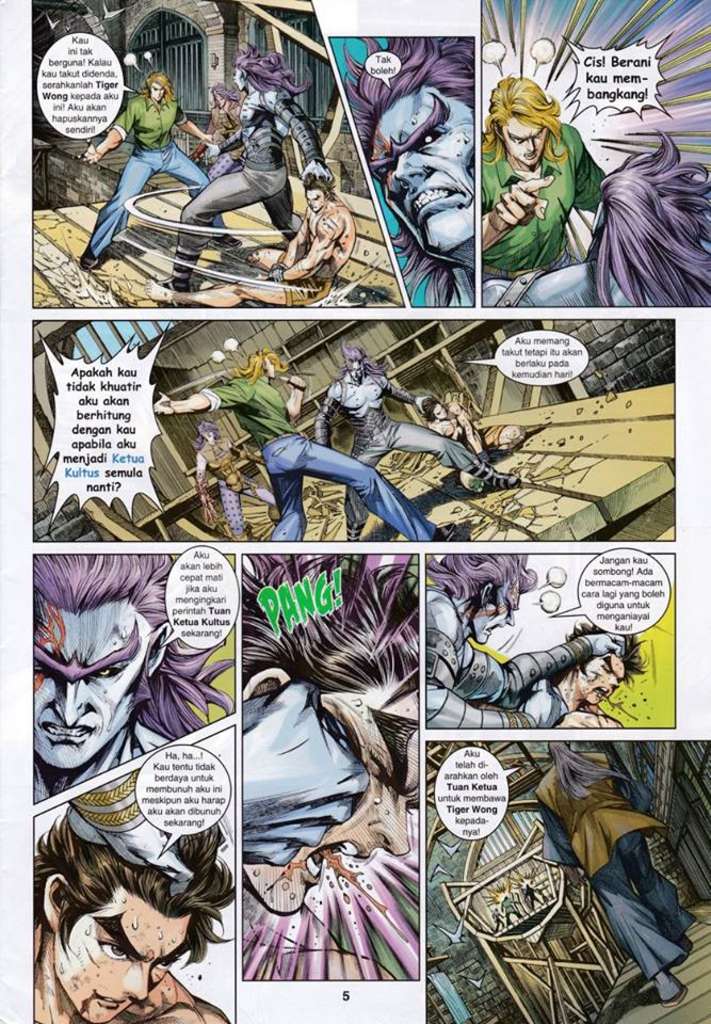 Kau
ini tak
berguna! Kalau
kau takut didenda,
serahkanlah Tiger
Wong kepada aku
ini! Aku akan
hapuskannya
sendiri!
Tak
boleh!
Cis! Berani
kau mem-
bangkang!
Apakah kau
tidak khuatir
aku akan
berhitung
dengan kau
apabila aku
menjadi Ketua
Kultus semula
nanti?
Aku memang
takut tetapi itu akan
berlaku pada
kemudian hari!
Aku
akan lebih
cepat mati
jika aku
mengingkari
perintah Tuan
Ketua Kultus
sekarang!
Ha, ha...!
Kau tentu tidak
berdaya untuk
membunuh aku ini
meskipun aku harap
aku akan dibunuh
sekarang!
PANG!
Jangan kau
sombong! Ada
bermacam-macam
cara lagi yang boleh
diguna untuk
menganiayai
kau!
Aku
telah di-
arahkan oleh
Tuan Ketua
untuk membawa
Tiger Wong
kepada-
nya!
5